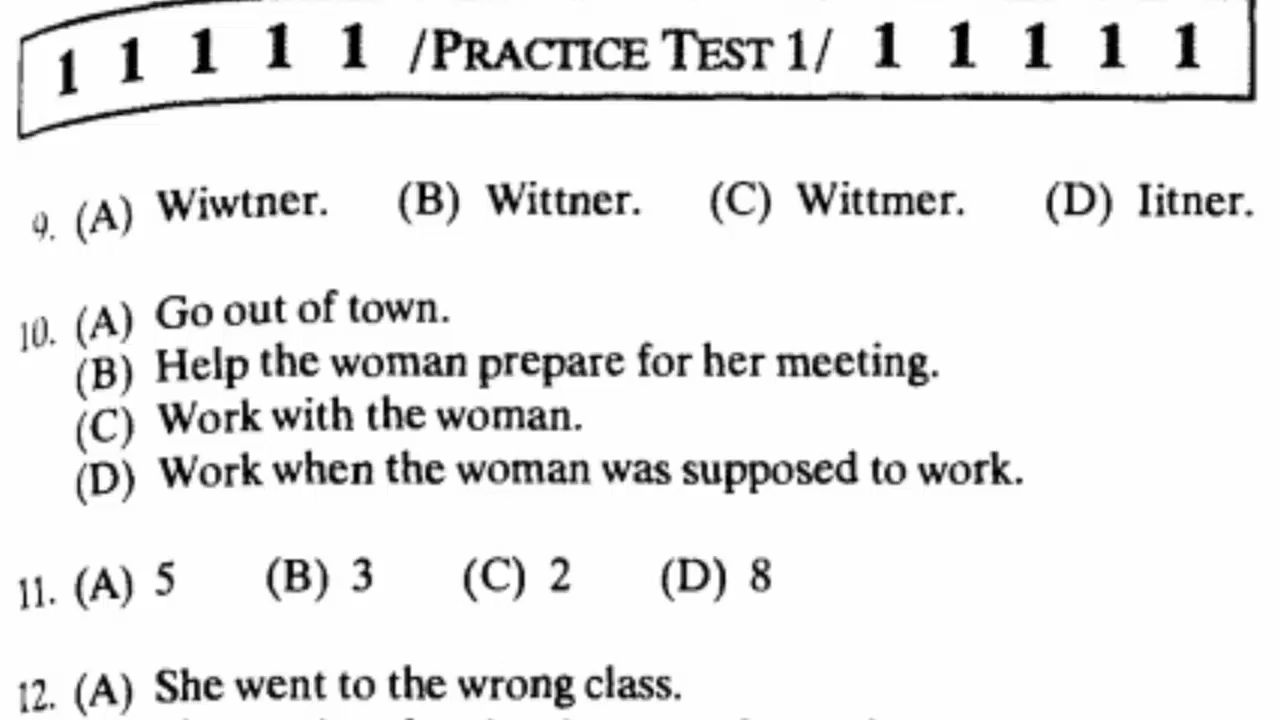 1 1 1 1 1 /PRACTICE TEST 1/ 1 1 1 1 1
9. (A) Wiwtner. (B) Wittner. (C) Wittmer. (D) Iitner.
10. (A) Go out of town.
(B) Help the woman prepare for her meeting.
(C) Work with the woman.
(D) Work when the woman was supposed to work.
11. (A) 5 (B) 3 (C) 2 (D) 8
12. (A) She went to the wrong class.